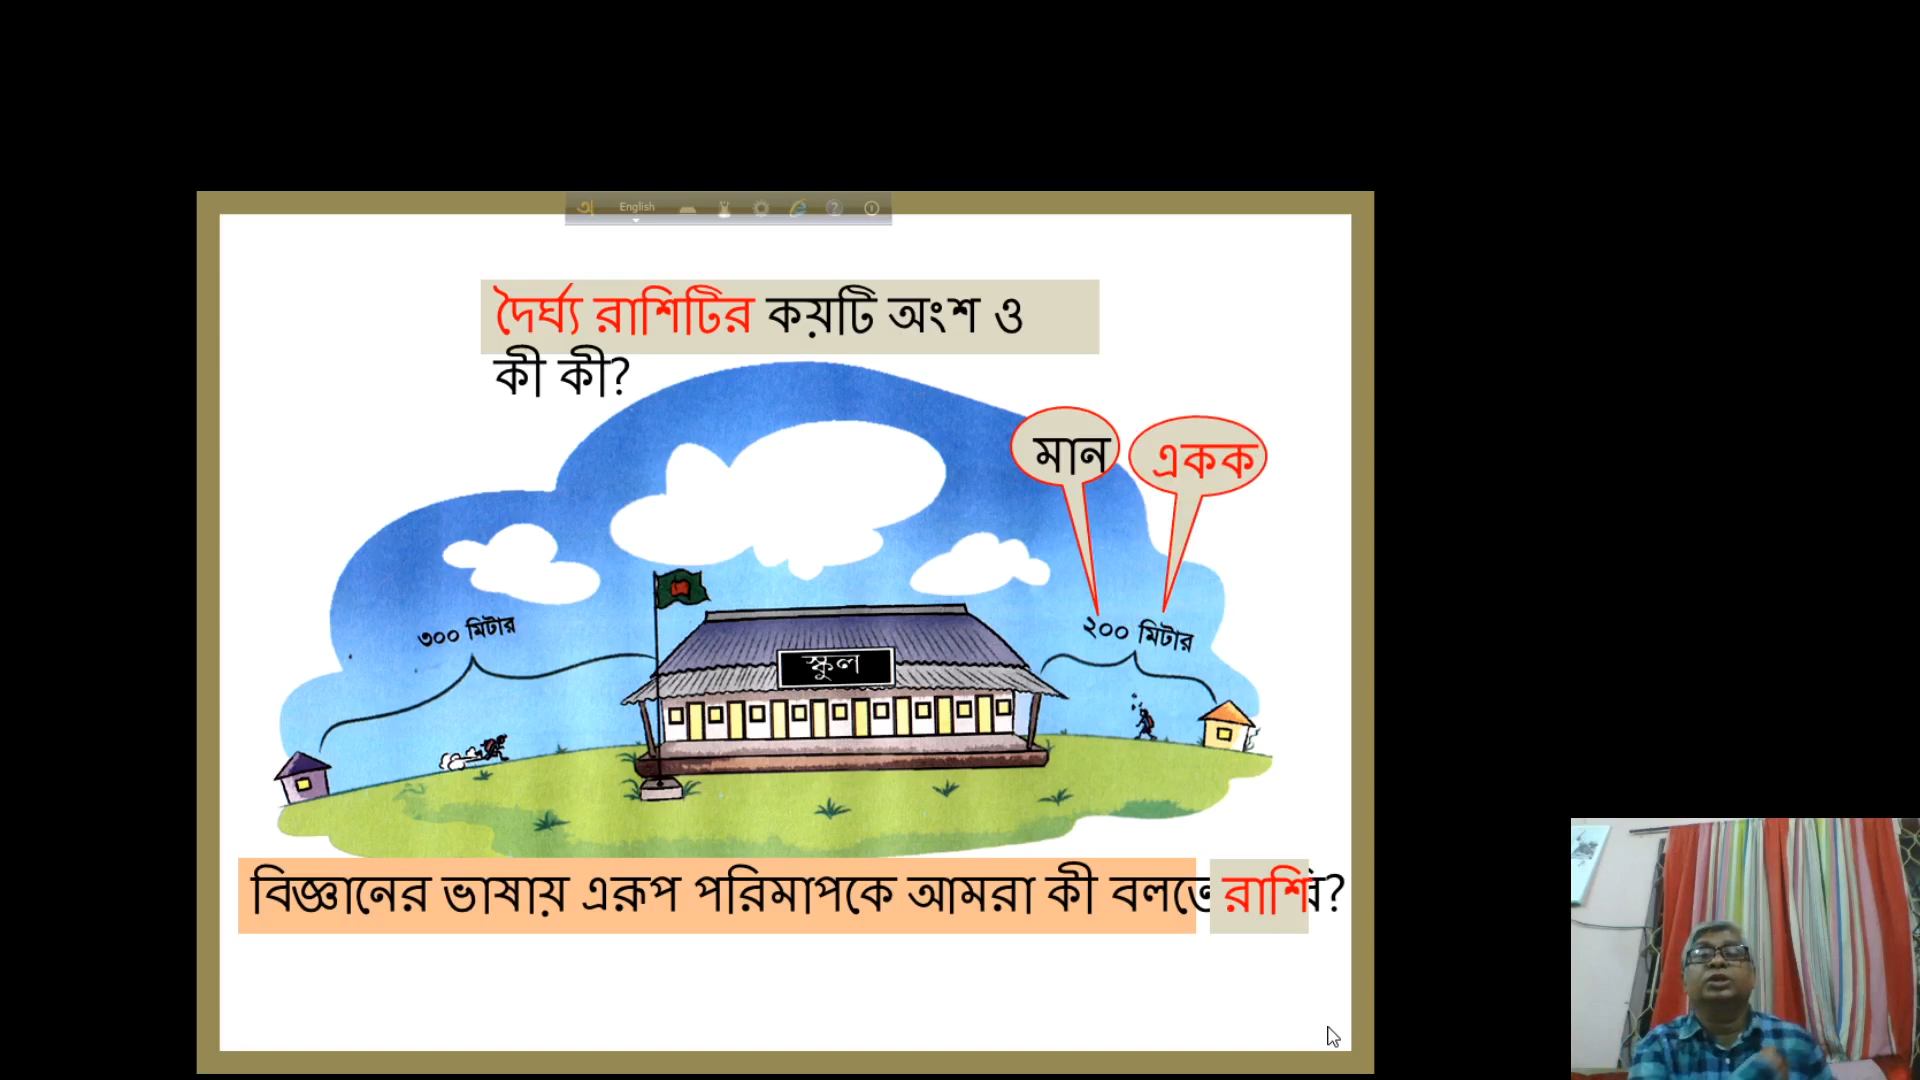 অ English
দৈর্ঘ্য রাশিটির কয়টি অংশ ও
কী কী?
মান
একক
৩০০ মিটার
২০০ মিটার
স্কুল
বিজ্ঞানের ভাষায় এরূপ পরিমাপকে আমরা কী বলতে ?
রাশি